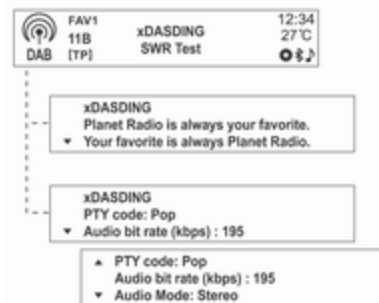 FAV1
11B
DAB [TP]
xDASDING
SWR Test
12:34
27℃
xDASDING
Planet Radio is always your favorite.
▼ Your favorite is always Planet Radio.
xDASDING
PTY code: Pop
▼ Audio bit rate (kbps) : 195
▲ PTY code: Pop
Audio bit rate (kbps) : 195
▼ Audio Mode: Stereo